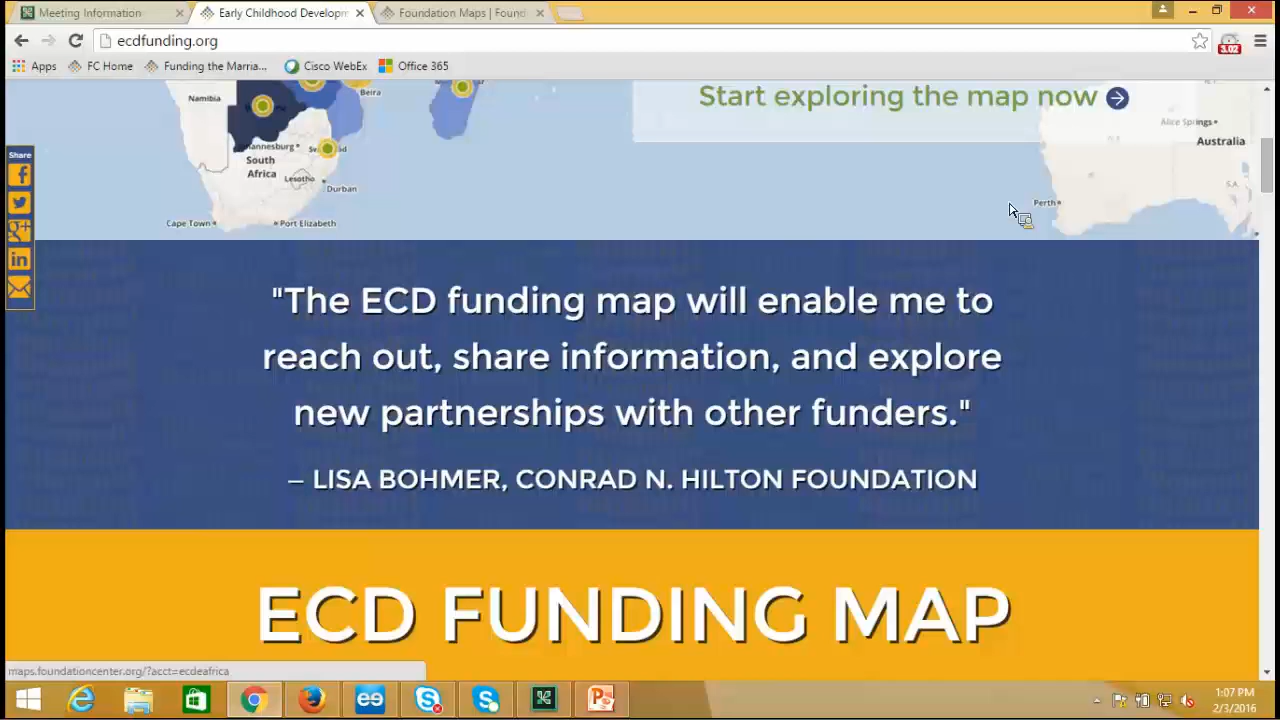 Meeting Information
Early Childhood Developm
Foundation Maps | Found
ecdfunding.org
3.02
Apps
FC Home
Funding the Marria...
Cisco WebEx
Office 365
Namibia
Beira
South
Africa
Lesotho
Durban
Cape Town
Port Elizabeth
Start exploring the map now
Alice Springs
Australia
S.A.
Perth
Share
"The ECD funding map will enable me to
reach out, share information, and explore
new partnerships with other funders."
– LISA BOHMER, CONRAD N. HILTON FOUNDATION
ECD FUNDING MAP
maps.foundationcenter.org/?acct=ecdeafrica
1:07 PM
2/3/2016